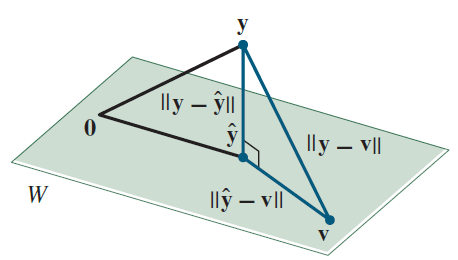 y
‖y – ŷ‖
0
ŷ
‖y – v‖
W
‖ŷ – v‖
v